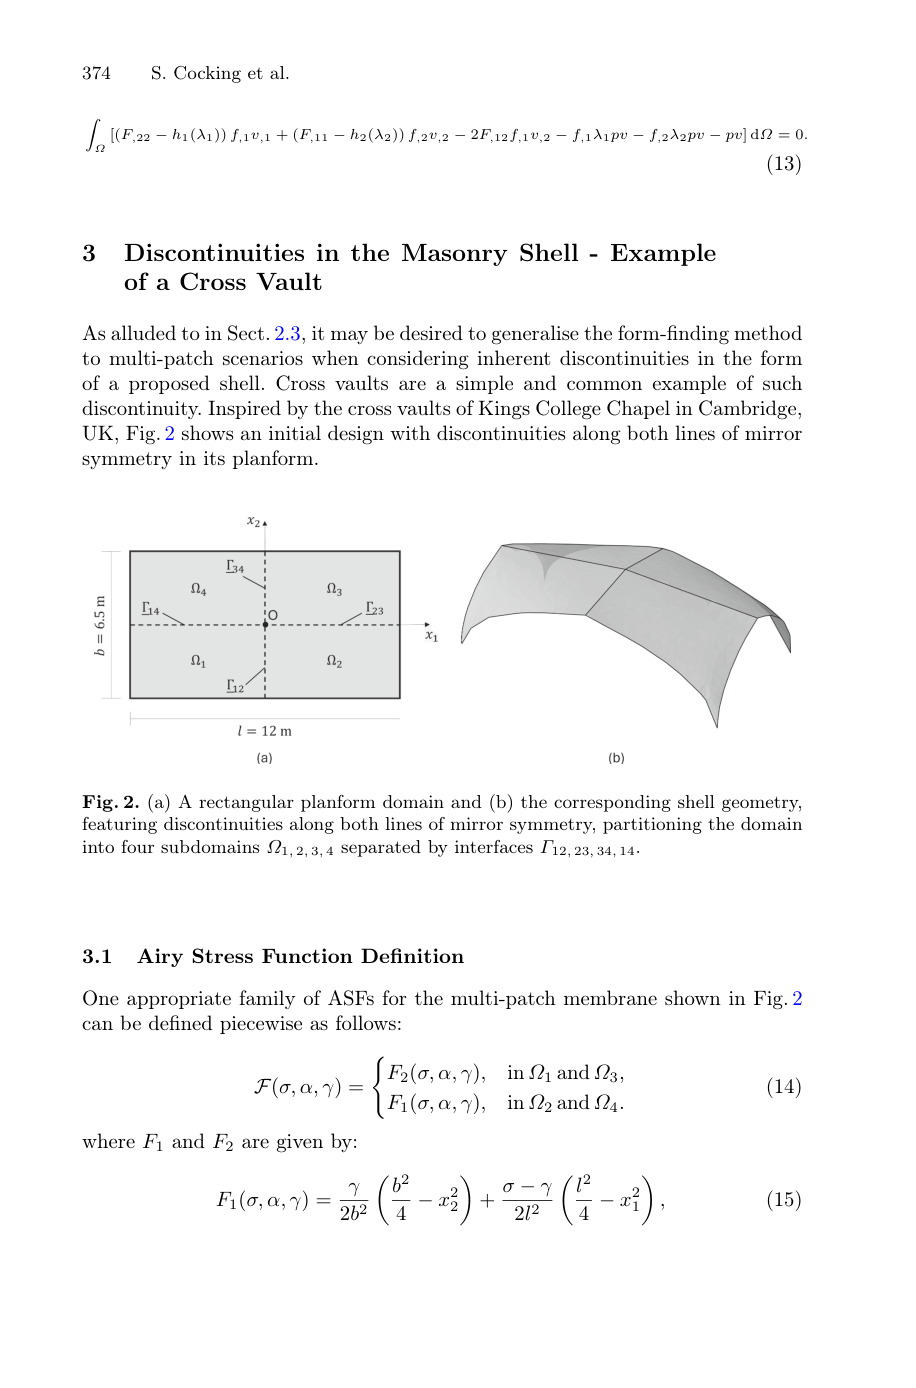 374 S. Cocking et al.
∫_Ω [(F,₂₂ − h₁(λ₁)) f,₁v,₁ + (F,₁₁ − h₂(λ₂)) f,₂v,₂ − 2F,₁₂f,₁v,₂ − f,₁λ₁pv − f,₂λ₂pv − pv] dΩ = 0.
(13)
3 Discontinuities in the Masonry Shell - Example
of a Cross Vault
As alluded to in Sect. 2.3, it may be desired to generalise the form-finding method
to multi-patch scenarios when considering inherent discontinuities in the form
of a proposed shell. Cross vaults are a simple and common example of such
discontinuity. Inspired by the cross vaults of Kings College Chapel in Cambridge,
UK, Fig. 2 shows an initial design with discontinuities along both lines of mirror
symmetry in its planform.
x₂
Γ₃₄
Ω₄ Ω₃
Γ₁₄ O Γ₂₃
x₁
b = 6.5 m
Ω₁ Ω₂
Γ₁₂
l = 12 m
(a) (b)
Fig. 2. (a) A rectangular planform domain and (b) the corresponding shell geometry,
featuring discontinuities along both lines of mirror symmetry, partitioning the domain
into four subdomains Ω₁, ₂, ₃, ₄ separated by interfaces Γ₁₂, ₂₃, ₃₄, ₁₄.
3.1 Airy Stress Function Definition
One appropriate family of ASFs for the multi-patch membrane shown in Fig. 2
can be defined piecewise as follows:
ℱ(σ, α, γ) = { F₂(σ, α, γ), in Ω₁ and Ω₃,
F₁(σ, α, γ), in Ω₂ and Ω₄. (14)
where F₁ and F₂ are given by:
F₁(σ, α, γ) = γ/2b² (b²/4 − x₂²) + (σ − γ)/2l² (l²/4 − x₁²), (15)